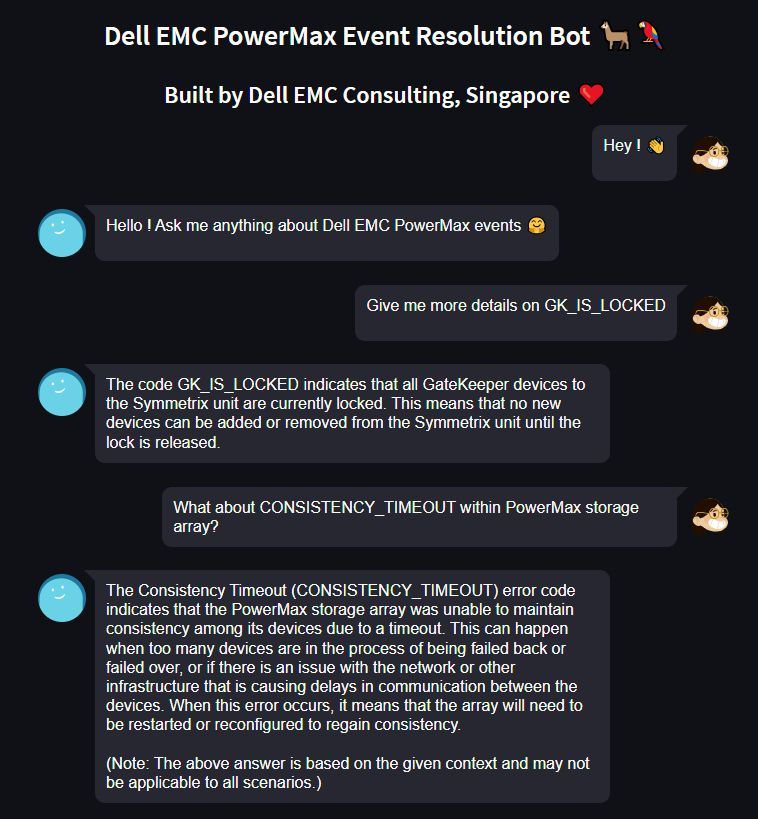 Dell EMC PowerMax Event Resolution Bot 🦙🦜
Built by Dell EMC Consulting, Singapore ❤️
Hey ! 👋
Hello ! Ask me anything about Dell EMC PowerMax events 🤗
Give me more details on GK_IS_LOCKED
The code GK_IS_LOCKED indicates that all GateKeeper devices to
the Symmetrix unit are currently locked. This means that no new
devices can be added or removed from the Symmetrix unit until the
lock is released.
What about CONSISTENCY_TIMEOUT within PowerMax storage
array?
The Consistency Timeout (CONSISTENCY_TIMEOUT) error code
indicates that the PowerMax storage array was unable to maintain
consistency among its devices due to a timeout. This can happen
when too many devices are in the process of being failed back or
failed over, or if there is an issue with the network or other
infrastructure that is causing delays in communication between the
devices. When this error occurs, it means that the array will need to
be restarted or reconfigured to regain consistency.
(Note: The above answer is based on the given context and may not
be applicable to all scenarios.)